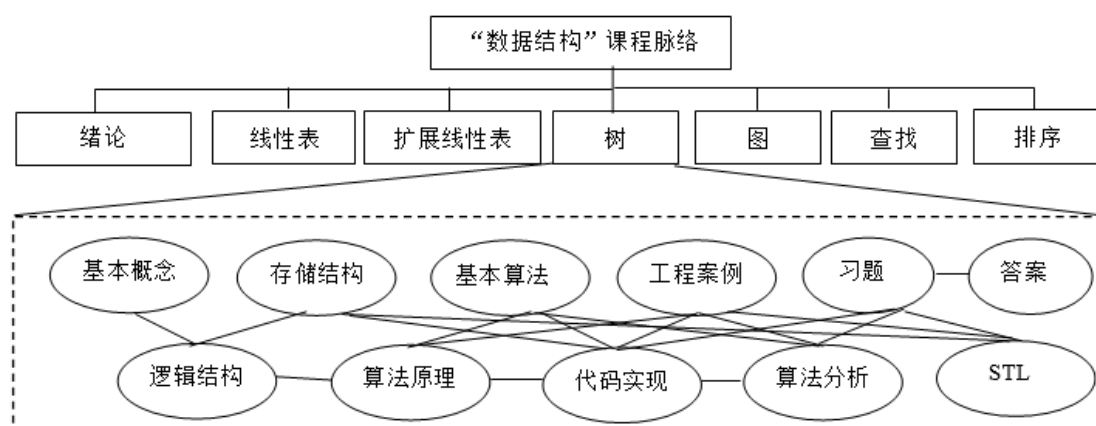 “数据结构”课程脉络
绪论
线性表
扩展线性表
树
图
查找
排序
基本概念
存储结构
基本算法
工程案例
习题
答案
逻辑结构
算法原理
代码实现
算法分析
STL